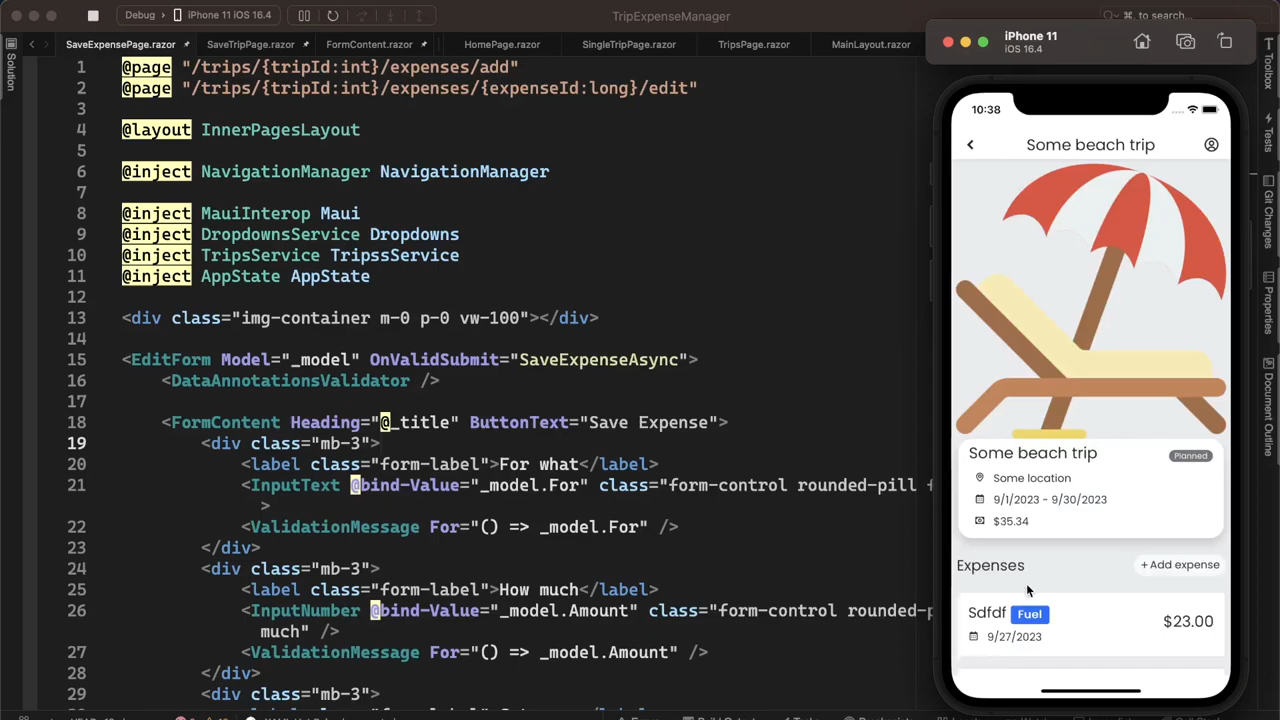 Debug › iPhone 11 iOS 16.4
TripExpenseManager
⌘. to search...
SaveExpensePage.razor
SaveTripPage.razor
FormContent.razor
HomePage.razor
SingleTripPage.razor
TripsPage.razor
MainLayout.razor
Solution
1 @page "/trips/{tripId:int}/expenses/add"
2 @page "/trips/{tripId:int}/expenses/{expenseId:long}/edit"
3
4 @layout InnerPagesLayout
5
6 @inject NavigationManager NavigationManager
7
8 @inject MauiInterop Maui
9 @inject DropdownsService Dropdowns
10 @inject TripsService TripssService
11 @inject AppState AppState
12
13 <div class="img-container m-0 p-0 vw-100"></div>
14
15 <EditForm Model="_model" OnValidSubmit="SaveExpenseAsync">
16 <DataAnnotationsValidator />
17
18 <FormContent Heading="@_title" ButtonText="Save Expense">
19 <div class="mb-3">
20 <label class="form-label">For what</label>
21 <InputText @bind-Value="_model.For" class="form-control rounded-pill f
>
22 <ValidationMessage For="() => _model.For" />
23 </div>
24 <div class="mb-3">
25 <label class="form-label">How much</label>
26 <InputNumber @bind-Value="_model.Amount" class="form-control rounded-p
much" />
27 <ValidationMessage For="() => _model.Amount" />
28 </div>
29 <div class="mb-3">
iPhone 11
iOS 16.4
10:38
Some beach trip
Some beach trip
Planned
Some location
9/1/2023 - 9/30/2023
$35.34
Expenses
+ Add expense
Sdfdf Fuel
$23.00
9/27/2023
Toolbox
Tests
Git Changes
Properties
Document Outline